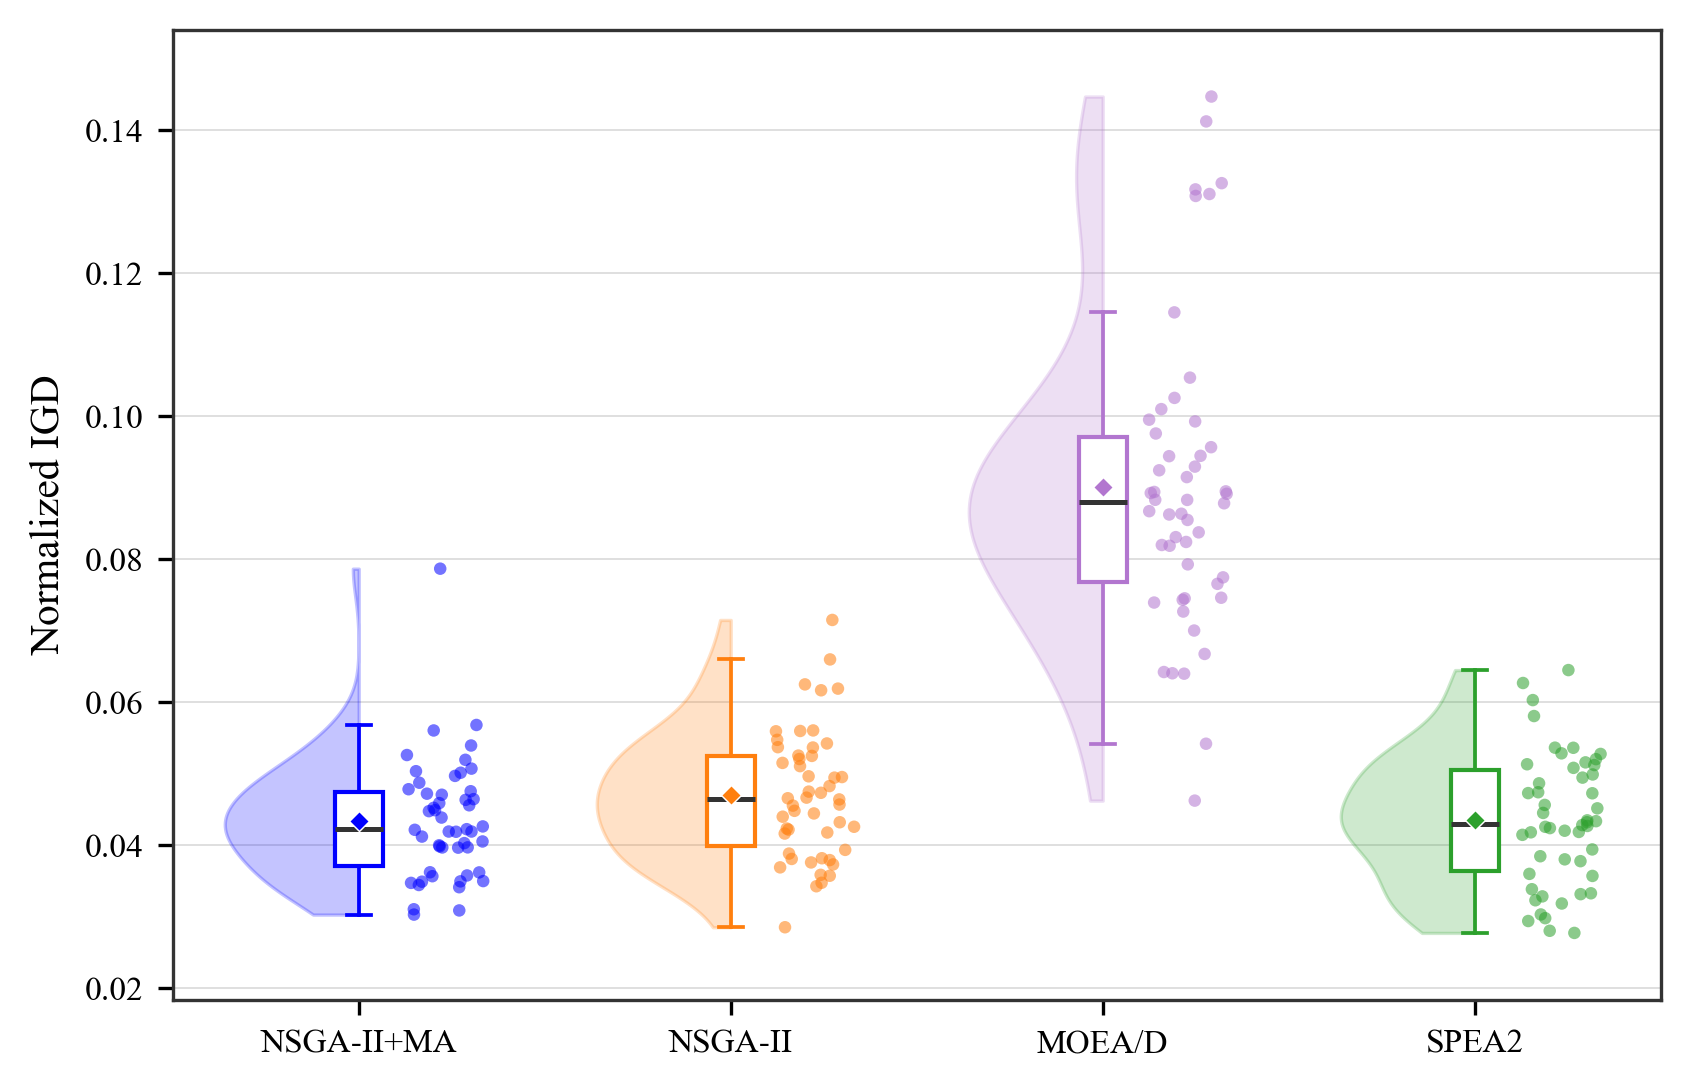 Normalized IGD
0.14
0.12
0.10
0.08
0.06
0.04
0.02
NSGA-II+MA
NSGA-II
MOEA/D
SPEA2